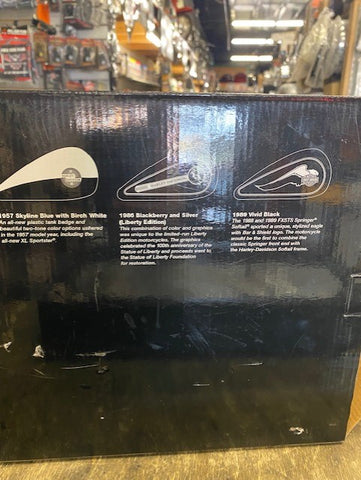 1957 Skyline Blue with Birch White
An all-new plastic tank badge and
beautiful two-tone color options ushered
in the 1957 model year, including the
all-new XL Sportster®.
1986 Blackberry and Silver
(Liberty Edition)
This combination of color and graphics
was unique to the limited-run Liberty
Edition motorcycles. The graphics
celebrated the 100th anniversary of the
Statue of Liberty and proceeds went to
the Statue of Liberty Foundation
for restoration.
1989 Vivid Black
The 1988 and 1989 FXSTS Springer®
Softail® sported a unique, stylized eagle
with Bar & Shield logo. The motorcycle
would be the first to combine the
classic Springer front end with
the Harley-Davidson Softail frame.